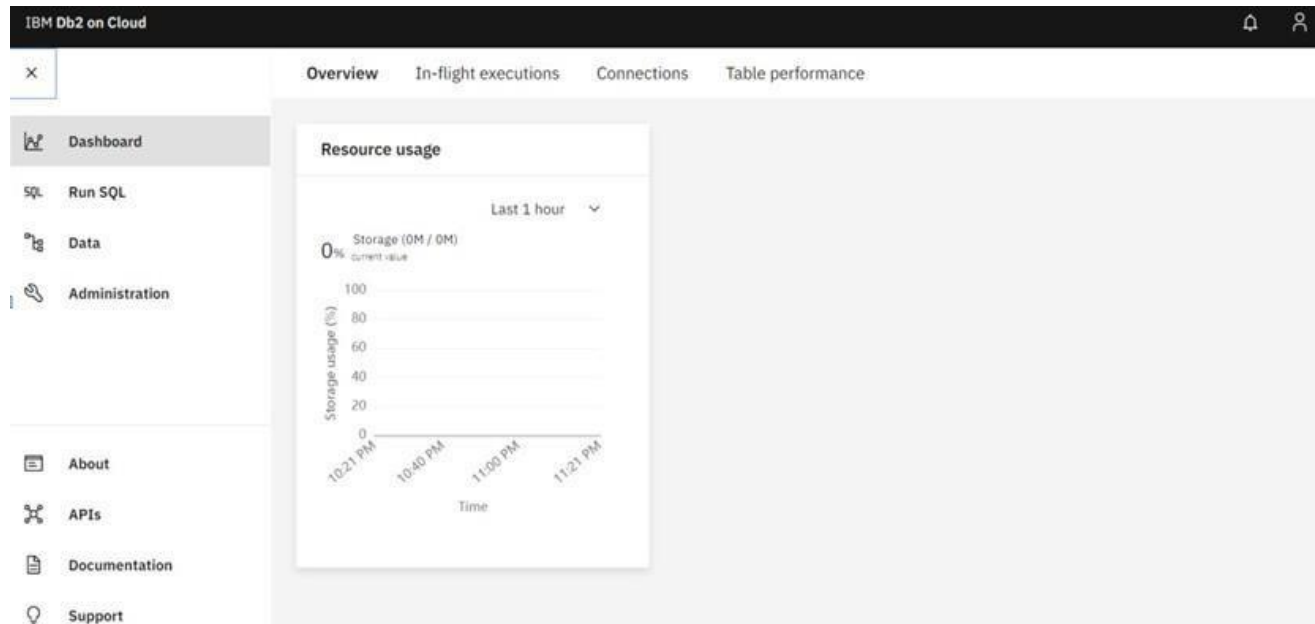 IBM Db2 on Cloud
Overview In-flight executions Connections Table performance
Dashboard
SQL Run SQL
Data
Administration
About
APIs
Documentation
Support
Resource usage
Last 1 hour
0% Storage (0M / 0M)
current value
Storage usage (%)
100
80
60
40
20
0
10:21 PM 10:40 PM 11:00 PM 11:21 PM
Time